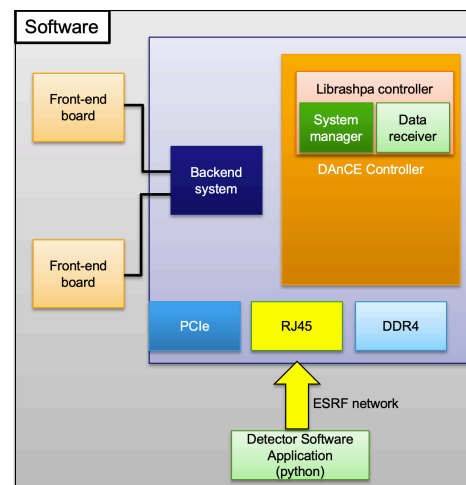 Software
Front-end
board
Librashpa controller
System
manager
Data
receiver
DAnCE Controller
Backend
system
Front-end
board
PCIe
RJ45
DDR4
ESRF network
Detector Software
Application
(python)